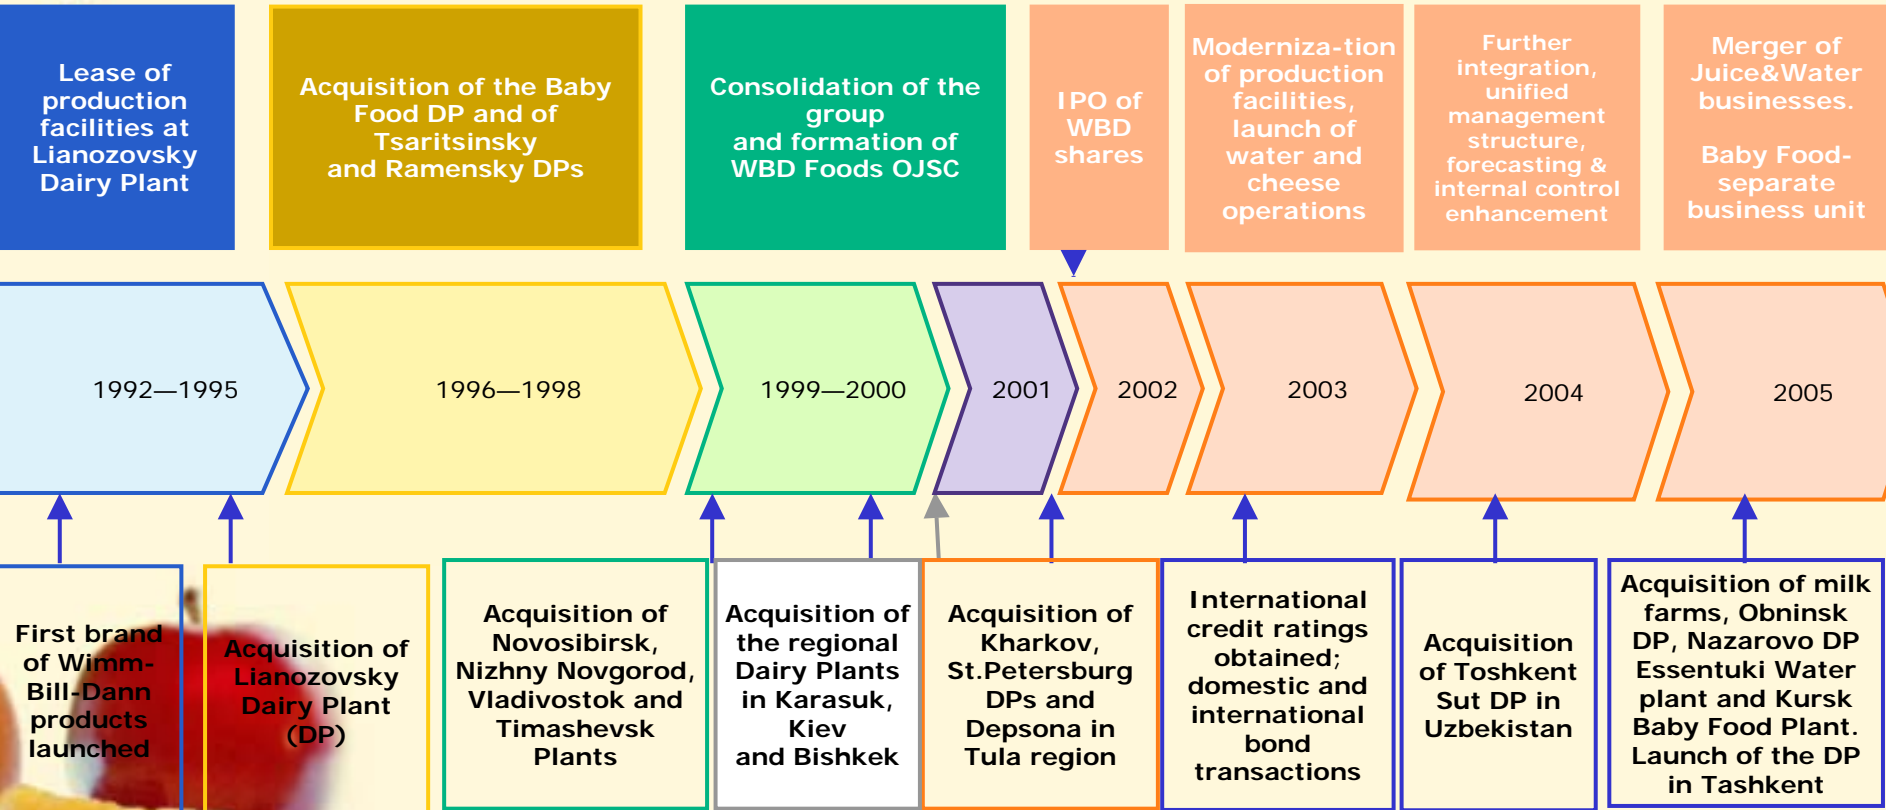 Lease of
production
facilities at
Lianozovsky
Dairy Plant
Acquisition of the Baby
Food DP and of
Tsaritsinsky
and Ramensky DPs
Consolidation of the
group
and formation of
WBD Foods OJSC
IPO of
WBD
shares
Moderniza-tion
of production
facilities,
launch of
water and
cheese
operations
Further
integration,
unified
management
structure,
forecasting &
internal control
enhancement
Merger of
Juice&Water
businesses.
Baby Food-
separate
business unit
1992—1995
1996—1998
1999—2000
2001
2002
2003
2004
2005
First brand
of Wimm-
Bill-Dann
products
launched
Acquisition of
Lianozovsky
Dairy Plant
(DP)
Acquisition of
Novosibirsk,
Nizhny Novgorod,
Vladivostok and
Timashevsk
Plants
Acquisition of
the regional
Dairy Plants
in Karasuk,
Kiev
and Bishkek
Acquisition of
Kharkov,
St.Petersburg
DPs and
Depsona in
Tula region
International
credit ratings
obtained;
domestic and
international
bond
transactions
Acquisition
of Toshkent
Sut DP in
Uzbekistan
Acquisition of milk
farms, Obninsk
DP, Nazarovo DP
Essentuki Water
plant and Kursk
Baby Food Plant.
Launch of the DP
in Tashkent